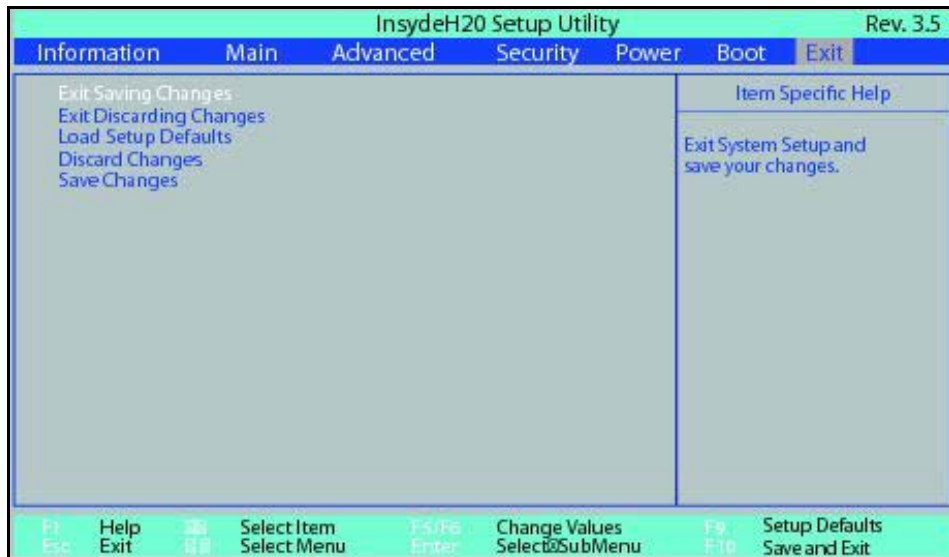 InsydeH20 Setup Utility Rev. 3.5
Information Main Advanced Security Power Boot Exit
Exit Saving Changes
Exit Discarding Changes
Load Setup Defaults
Discard Changes
Save Changes
Item Specific Help
Exit System Setup and
save your changes.
F1 Help Select Item F5/F6 Change Values F9 Setup Defaults
Esc Exit Select Menu Enter Select SubMenu F10 Save and Exit